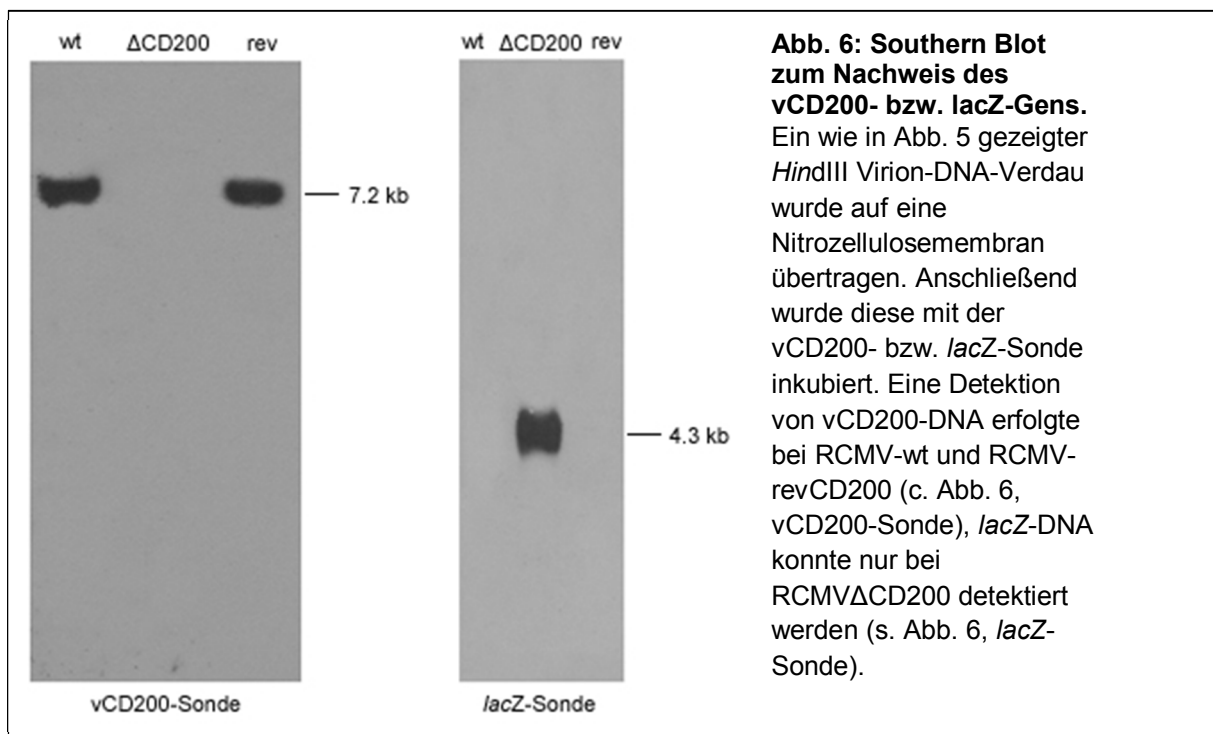 wt ΔCD200 rev
7.2 kb
vCD200-Sonde
wt ΔCD200 rev
4.3 kb
lacZ-Sonde
Abb. 6: Southern Blot
zum Nachweis des
vCD200- bzw. lacZ-Gens.
Ein wie in Abb. 5 gezeigter
HindIII Virion-DNA-Verdau
wurde auf eine
Nitrozellulosemembran
übertragen. Anschließend
wurde diese mit der
vCD200- bzw. lacZ-Sonde
inkubiert. Eine Detektion
von vCD200-DNA erfolgte
bei RCMV-wt und RCMV-
revCD200 (c. Abb. 6,
vCD200-Sonde), lacZ-DNA
konnte nur bei
RCMVΔCD200 detektiert
werden (s. Abb. 6, lacZ-
Sonde).